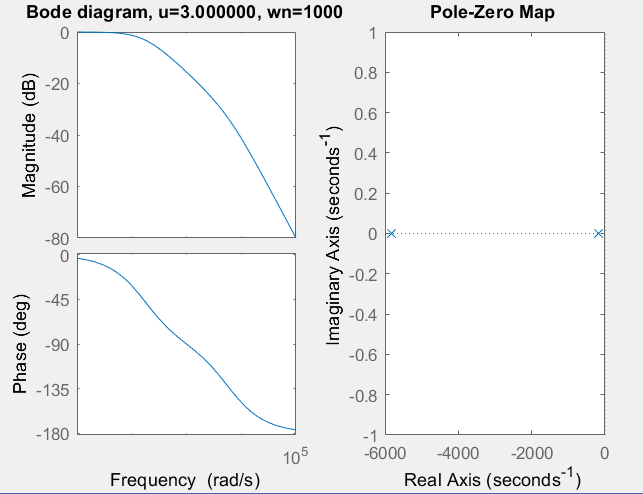 Bode diagram, u=3.000000, wn=1000
Magnitude (dB)
0
-20
-40
-60
-80
Phase (deg)
0
-45
-90
-135
-180
10^5
Frequency (rad/s)
Pole-Zero Map
Imaginary Axis (seconds^-1)
1
0.8
0.6
0.4
0.2
0
-0.2
-0.4
-0.6
-0.8
-1
-6000 -4000 -2000 0
Real Axis (seconds^-1)